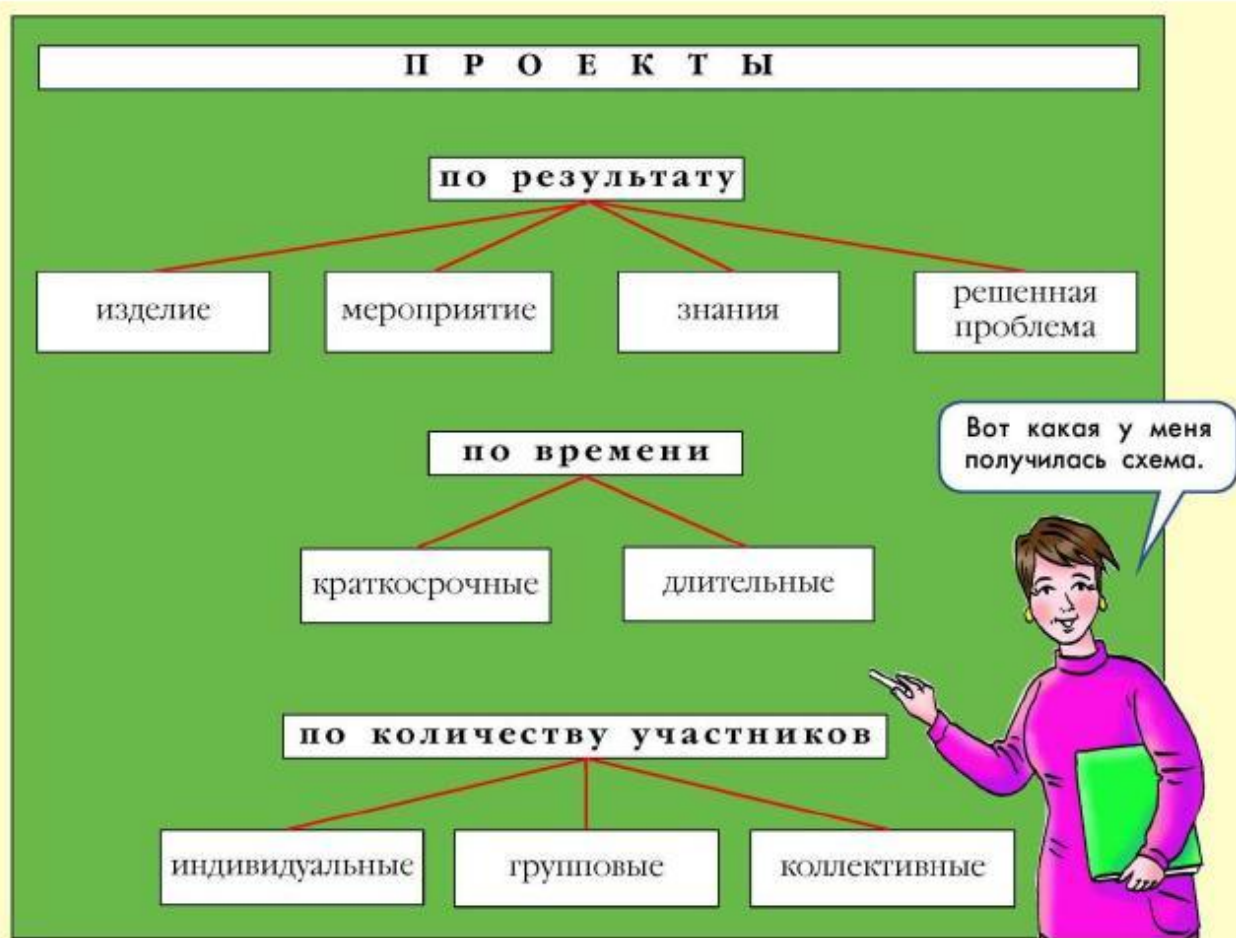 ПРОЕКТЫ
по результату
изделие
мероприятие
знания
решенная
проблема
по времени
Вот какая у меня
получилась схема.
краткосрочные
длительные
по количеству участников
индивидуальные
групповые
коллективные